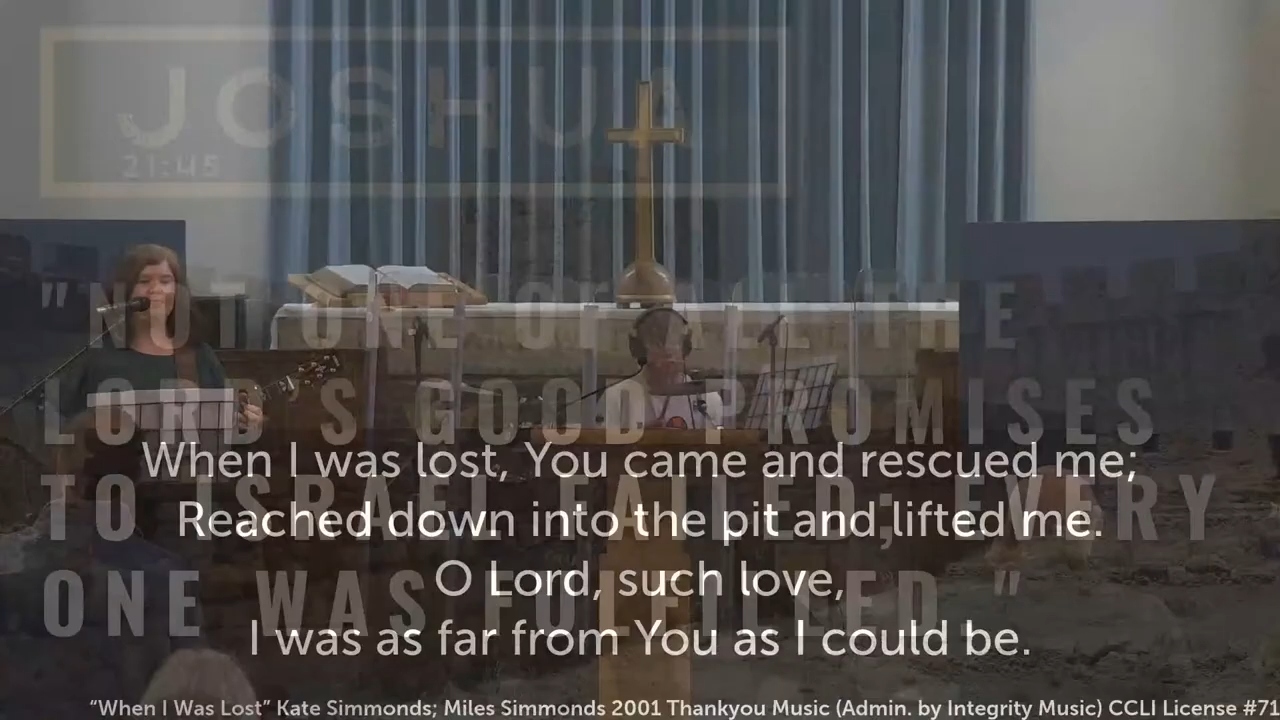 JOSHUA
21:45
"NOT ONE OF ALL THE
LORD'S GOOD PROMISES
TO ISRAEL FAILED; EVERY
ONE WAS FULFILLED."
When I was lost, You came and rescued me;
Reached down into the pit and lifted me.
O Lord, such love,
I was as far from You as I could be.
“When I Was Lost” Kate Simmonds; Miles Simmonds 2001 Thankyou Music (Admin. by Integrity Music) CCLI License #71